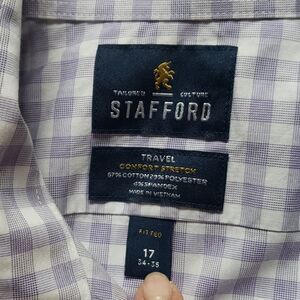 TAILORED CULTURE
STAFFORD
TRAVEL
COMFORT STRETCH
67% COTTON 29% POLYESTER
4% SPANDEX
MADE IN VIETNAM
FITTED
17
34-35